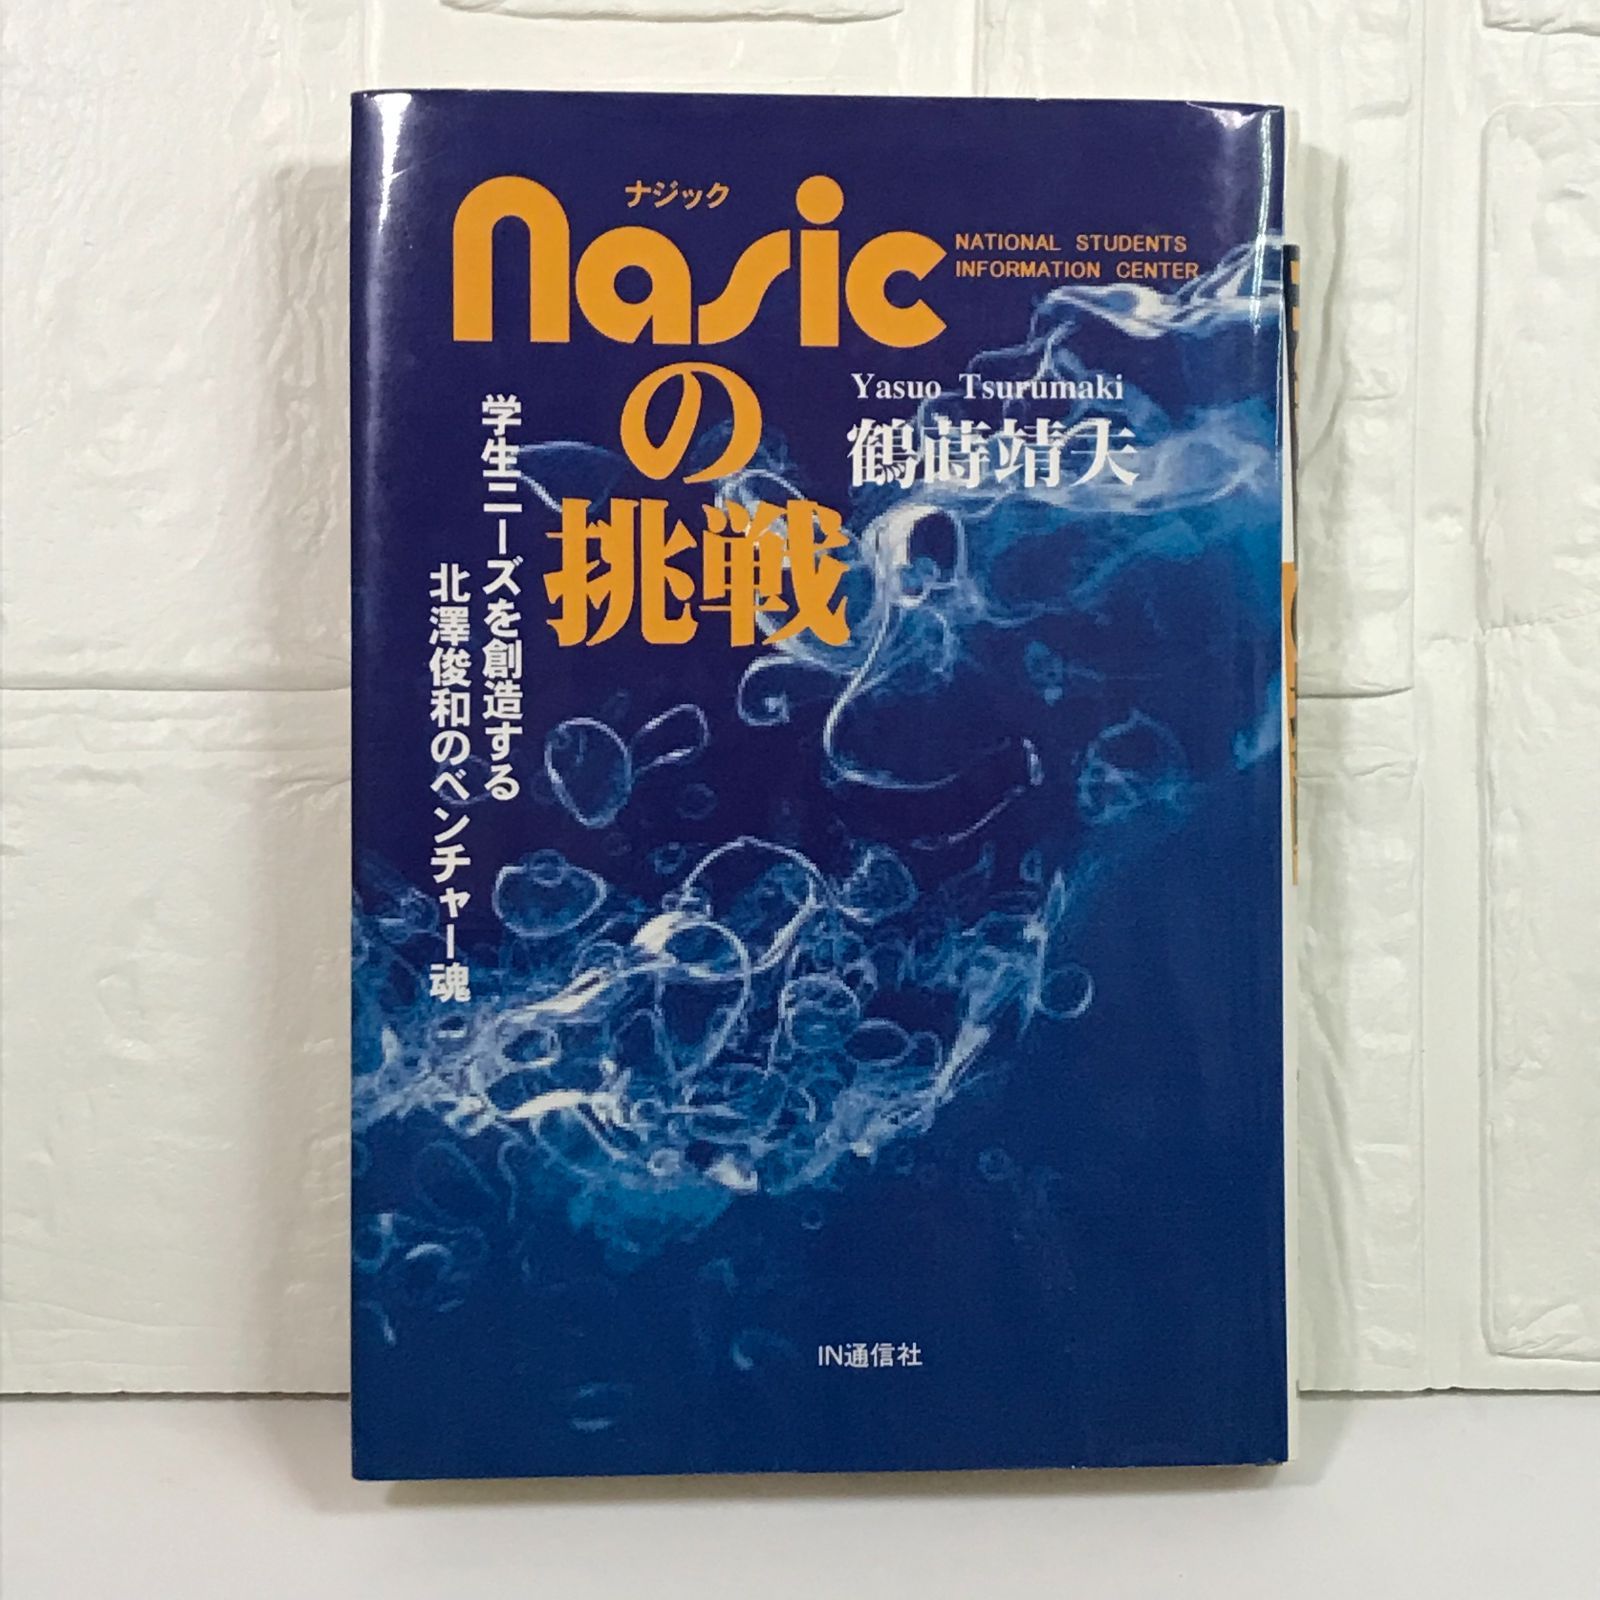 ナジック
nasic
NATIONAL STUDENTS
INFORMATION CENTER
の
挑戦
Yasuo Tsurumaki
鶴蒔靖夫
学生ニーズを創造する
北澤俊和のベンチャー魂
IN通信社